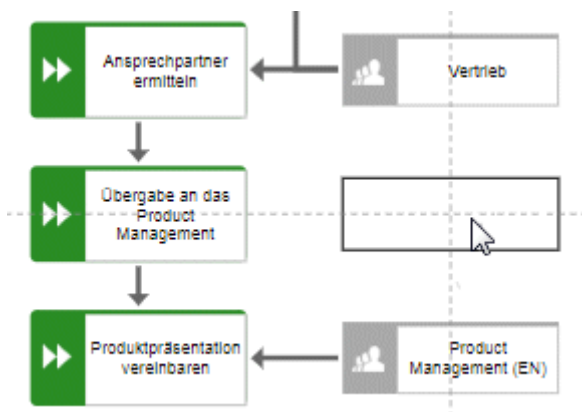 Ansprechpartner
ermitteln
Vertrieb
Übergabe an das
Product
Management
Produktpräsentation
vereinbaren
Product
Management (EN)